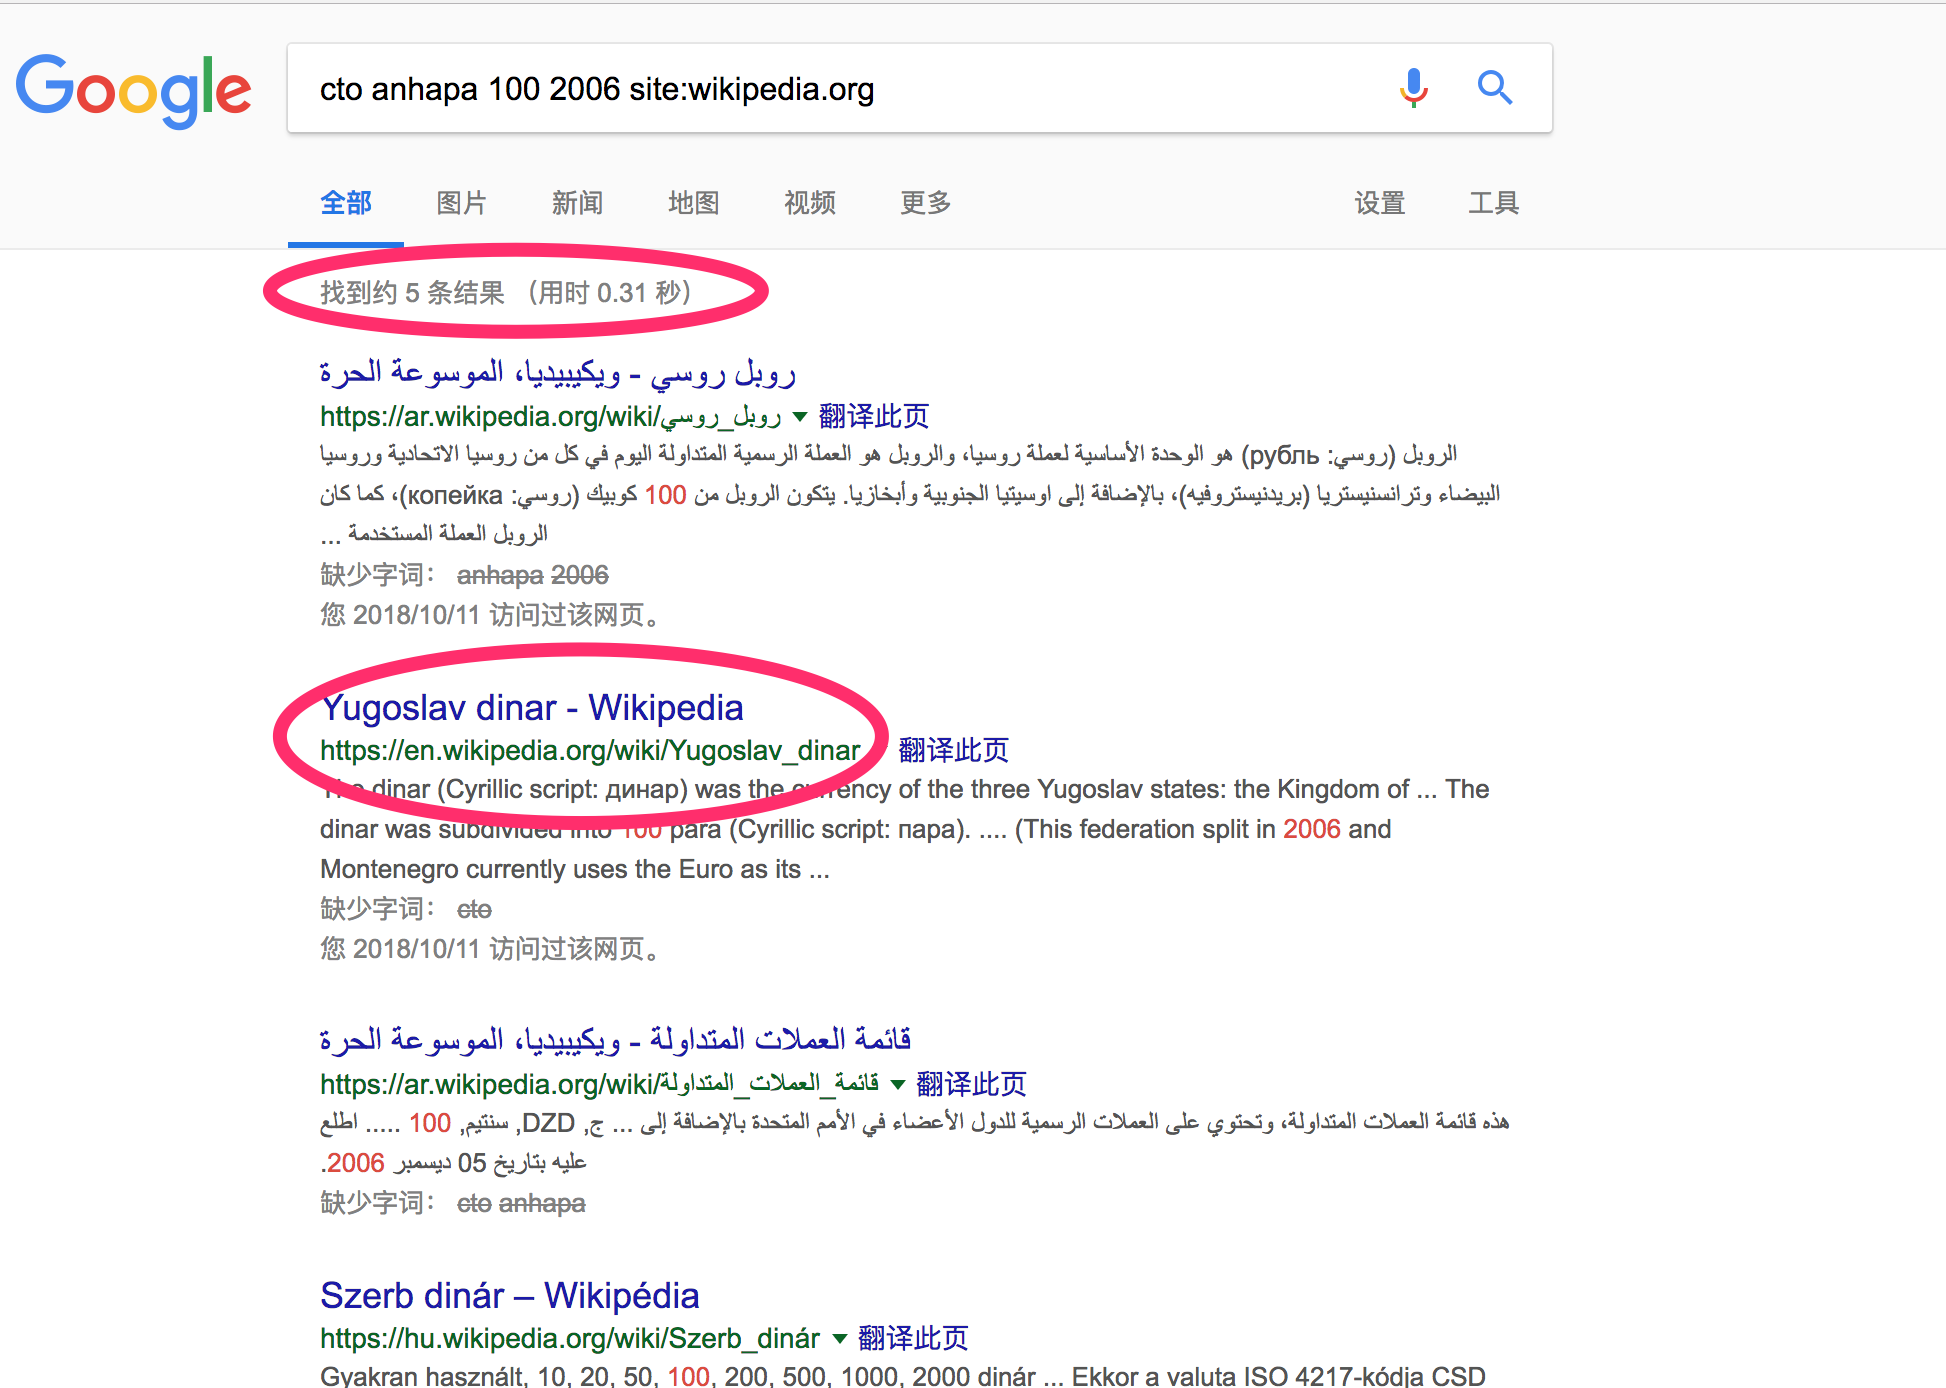 Google
cto anhapa 100 2006 site:wikipedia.org
全部 图片 新闻 地图 视频 更多 设置 工具
找到约 5 条结果 （用时 0.31 秒）
روبل روسي - ويكيبيديا، الموسوعة الحرة
https://ar.wikipedia.org/wiki/روبل_روسي 翻译此页
الروبل (روسي: рубль) هو الوحدة الأساسية لعملة روسيا، والروبل هو العملة الرسمية المتداولة اليوم في كل من روسيا الاتحادية وروسيا
البيضاء وترانسنيستريا (بريدنيستروفيه)، بالإضافة إلى اوسيتيا الجنوبية وأبخازيا. يتكون الروبل من 100 كوبيك (روسي: копейка)، كما كان
الروبل العملة المستخدمة ...
缺少字词： anhapa 2006
您 2018/10/11 访问过该网页。
Yugoslav dinar - Wikipedia
https://en.wikipedia.org/wiki/Yugoslav_dinar 翻译此页
The dinar (Cyrillic script: динар) was the currency of the three Yugoslav states: the Kingdom of ... The
dinar was subdivided into 100 para (Cyrillic script: пара). .... (This federation split in 2006 and
Montenegro currently uses the Euro as its ...
缺少字词： cto
您 2018/10/11 访问过该网页。
قائمة العملات المتداولة - ويكيبيديا، الموسوعة الحرة
https://ar.wikipedia.org/wiki/قائمة_العملات_المتداولة 翻译此页
هذه قائمة العملات المتداولة، وتحتوي على العملات الرسمية للدول الأعضاء في الأمم المتحدة بالإضافة إلى ... ج, DZD, سنتيم, 100 ..... اطلع
عليه بتاريخ 05 ديسمبر 2006.
缺少字词： cto anhapa
Szerb dinár – Wikipédia
https://hu.wikipedia.org/wiki/Szerb_dinár 翻译此页
Gyakran használt, 10, 20, 50, 100, 200, 500, 1000, 2000 dinár ... Ekkor a valuta ISO 4217-kódja CSD